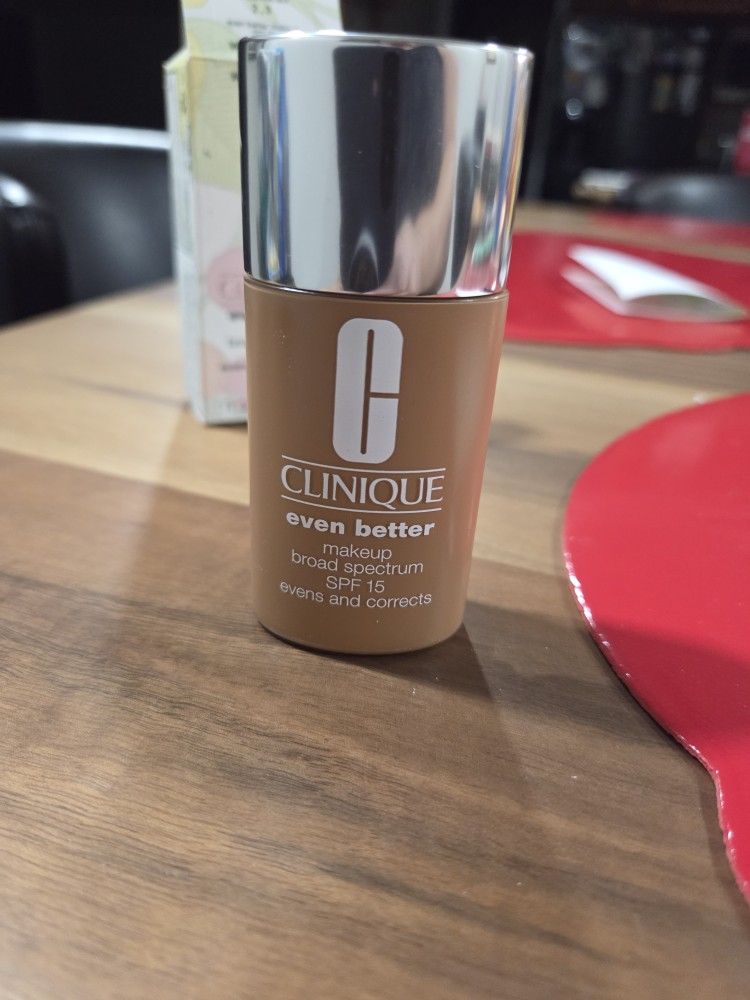 C
CLINIQUE
even better
makeup
broad spectrum
SPF 15
evens and corrects